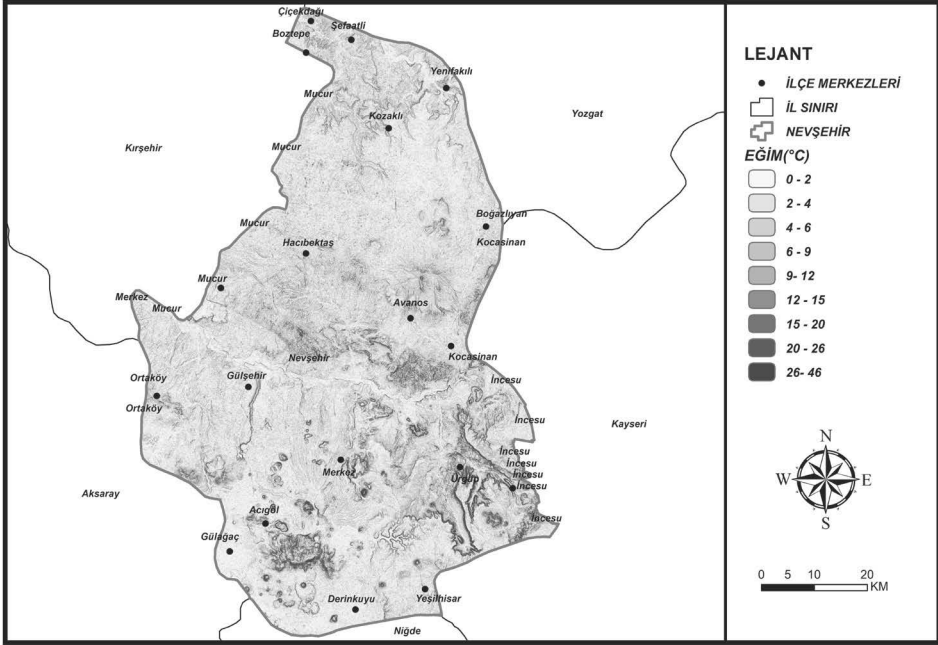 Çiçekdağı
Şefaatli
Boztepe
Yenifakılı
Mucur
Kozaklı
Yozgat
Kırşehir
Mucur
Boğazlıyan
Mucur
Kocasinan
Hacıbektaş
Mucur
Merkez
Mucur
Avanos
Nevşehir
Kocasinan
Ortaköy
Gülşehir
İncesu
Ortaköy
İncesu
Kayseri
İncesu
İncesu
Merkez
Ürgüp
İncesu
İncesu
Aksaray
Acıgöl
İncesu
Gülağaç
Derinkuyu
Yeşilhisar
Niğde
LEJANT
İLÇE MERKEZLERİ
İL SINIRI
NEVŞEHİR
EĞİM(°C)
0 - 2
2 - 4
4 - 6
6 - 9
9- 12
12 - 15
15 - 20
20 - 26
26- 46
N
W E
S
0 5 10 20
KM